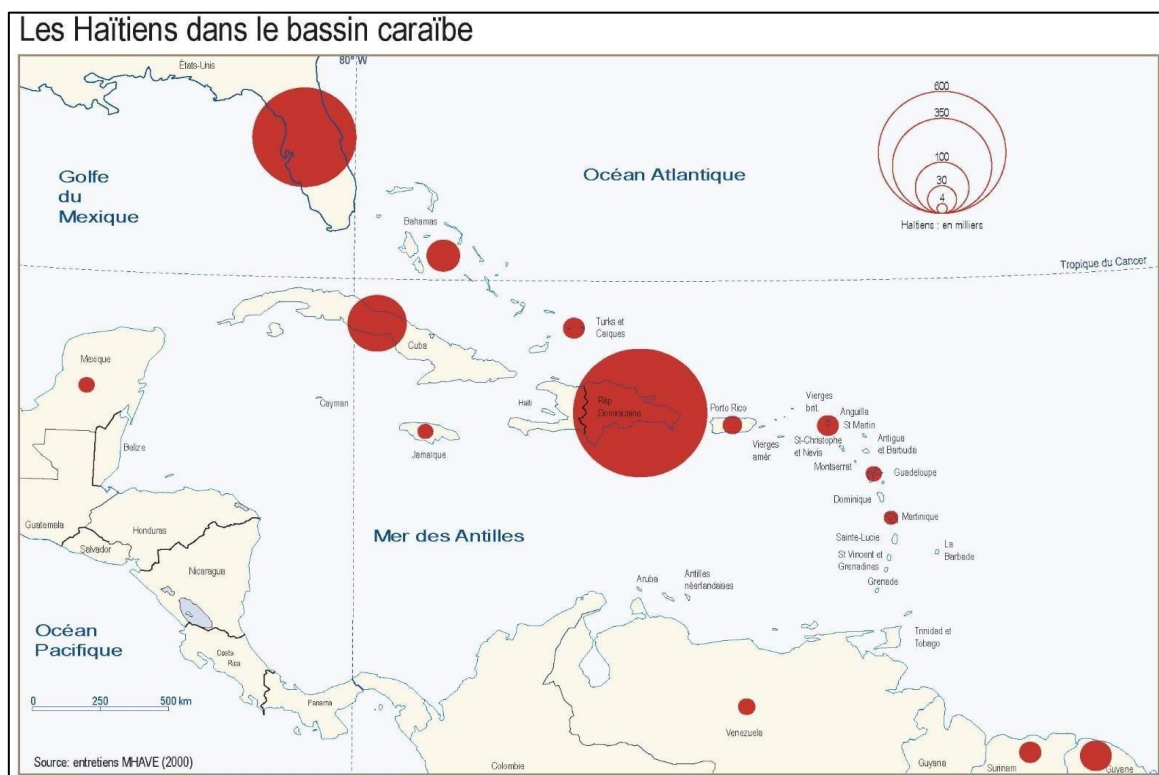 Les Haïtiens dans le bassin caraïbe
États-Unis
80° W
600
350
100
30
4
Haïtiens : en milliers
Océan Atlantique
Golfe
du
Mexique
Bahamas
Tropique du Cancer
Turks et
Caïques
Cuba
Mexique
Cayman
Haïti
Rép.
Dominicaine
Porto Rico
Vierges
brit.
Anguilla
St Martin
Jamaïque
Vierges
amér.
St-Christophe
et Nevis
Antigua
et Barbuda
Belize
Montserrat
Guadeloupe
Dominique
Martinique
Guatemala
Honduras
Mer des Antilles
Sainte-Lucie
La
Barbade
Salvador
St Vincent et
Grenadines
Nicaragua
Aruba
Antilles
néerlandaises
Grenade
Océan
Pacifique
Trinidad et
Tobago
Costa
Rica
0 250 500 km
Panama
Venezuela
Source: entretiens MHAVE (2000)
Colombie
Guyana
Surinam
Guyane